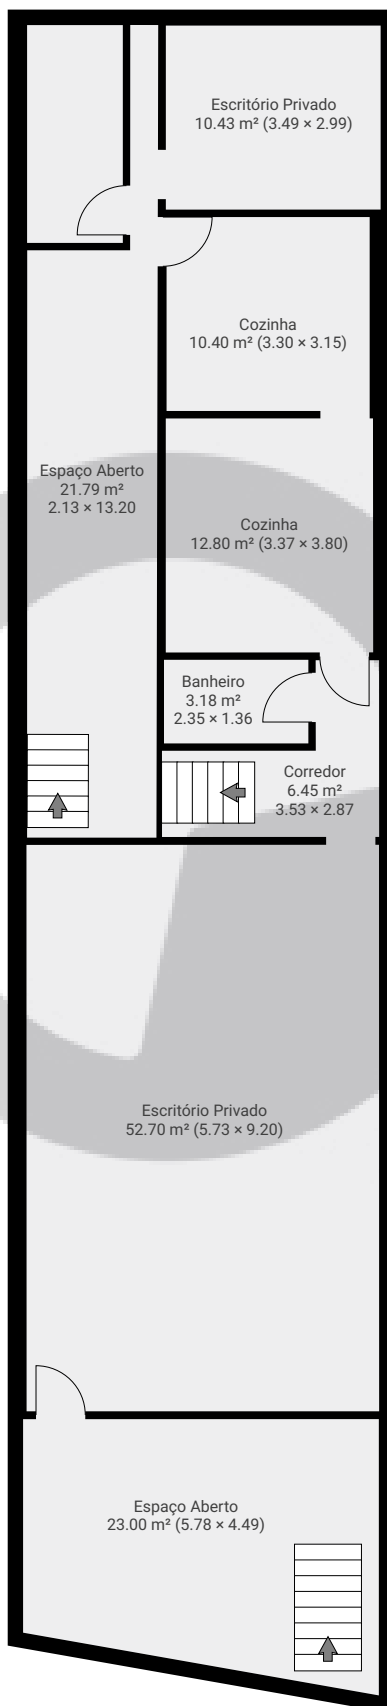 Escritório Privado
10.43 m² (3.49 × 2.99)
Cozinha
10.40 m² (3.30 × 3.15)
Espaço Aberto
21.79 m²
2.13 × 13.20
Cozinha
12.80 m² (3.37 × 3.80)
Banheiro
3.18 m²
2.35 × 1.36
Corredor
6.45 m²
3.53 × 2.87
Escritório Privado
52.70 m² (5.73 × 9.20)
Espaço Aberto
23.00 m² (5.78 × 4.49)